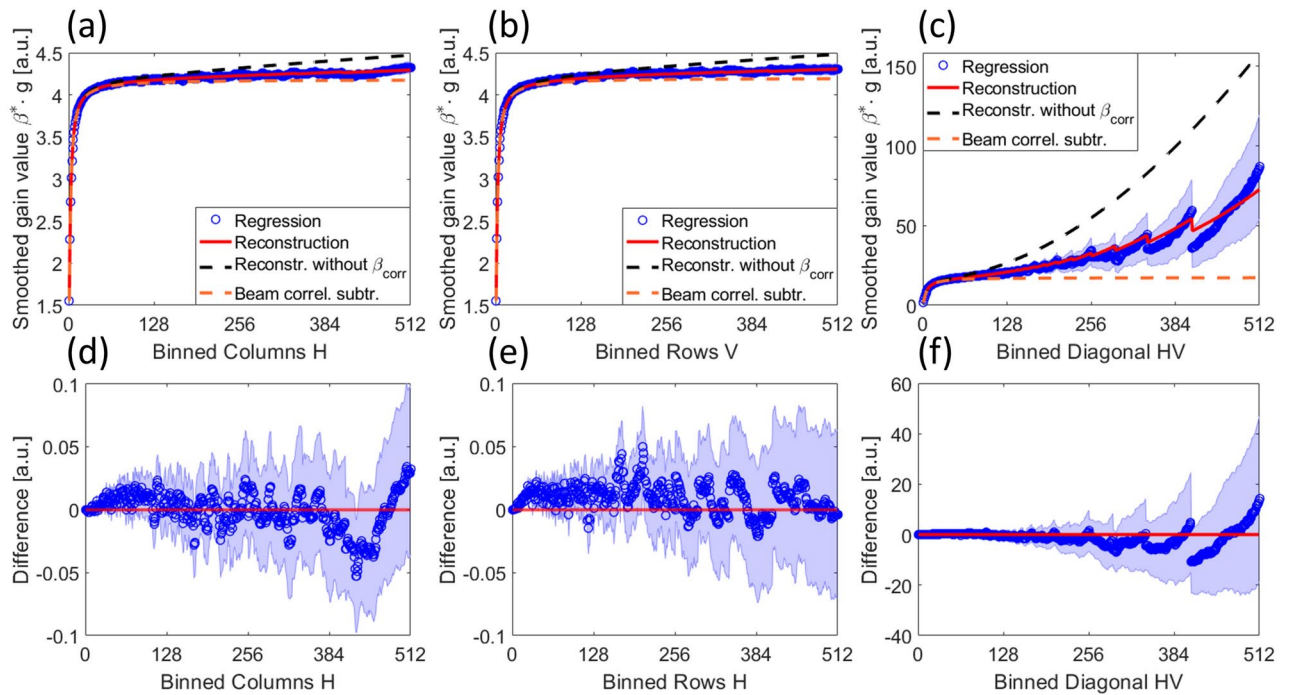 (a)
4.5
4
3.5
3
2.5
2
1.5
Smoothed gain value β*· g [a.u.]
Regression
Reconstruction
Reconstr. without βcorr
Beam correl. subtr.
0 128 256 384 512
Binned Columns H
(b)
4.5
4
3.5
3
2.5
2
1.5
Smoothed gain value β*· g [a.u.]
Regression
Reconstruction
Reconstr. without βcorr
Beam correl. subtr.
0 128 256 384 512
Binned Rows V
(c)
150
100
50
0
Smoothed gain value β*· g [a.u.]
Regression
Reconstruction
Reconstr. without βcorr
Beam correl. subtr.
0 128 256 384 512
Binned Diagonal HV
(d)
0.1
0.05
0
-0.05
-0.1
Difference [a.u.]
0 128 256 384 512
Binned Columns H
(e)
0.1
0.05
0
-0.05
-0.1
Difference [a.u.]
0 128 256 384 512
Binned Rows H
(f)
60
40
20
0
-20
-40
Difference [a.u.]
0 128 256 384 512
Binned Diagonal HV